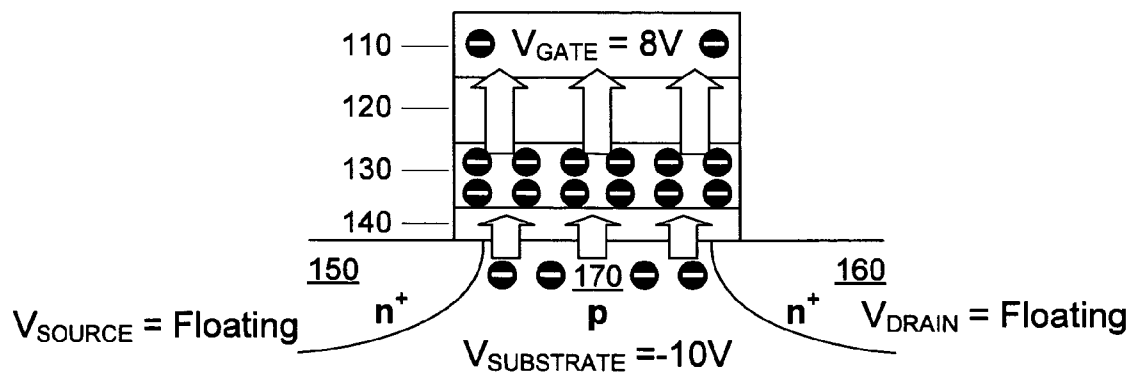 110
V_GATE = 8V
120
130
140
150
170
160
n+
p
n+
V_SOURCE = Floating
V_DRAIN = Floating
V_SUBSTRATE =-10V